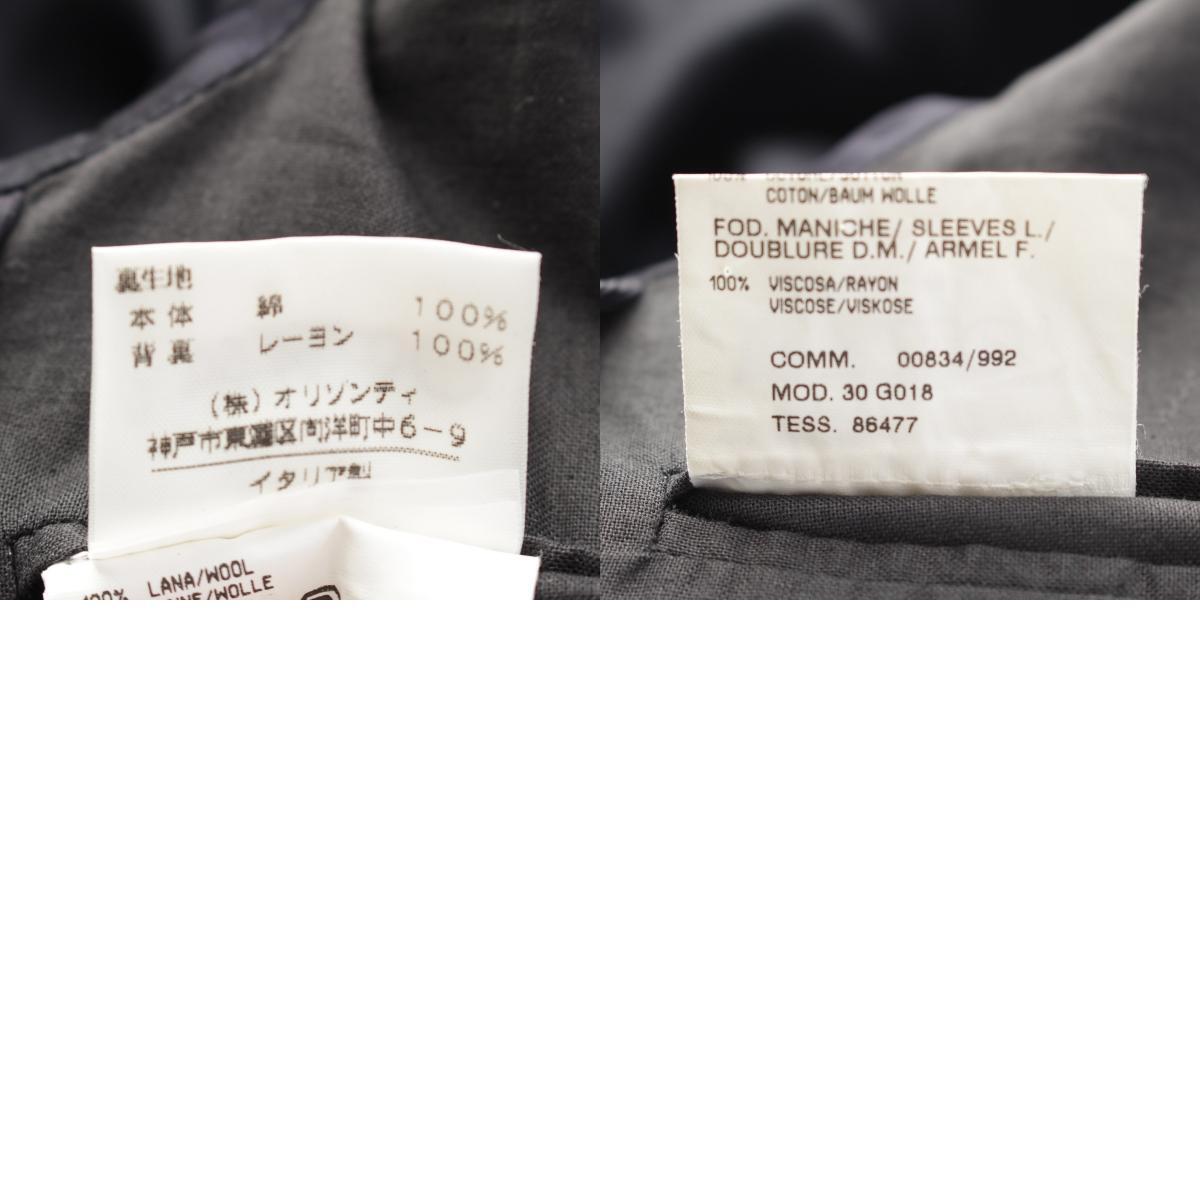 裏生地
本体 綿 100%
背裏 レーヨン 100%
(株)オリゾンティ
神戸市東灘区向洋町中6-9
イタリア製
100% LANA/WOOL
/WOLLE
100%
COTON/BAUM WOLLE
FOD. MANICHE/ SLEEVES L./
DOUBLURE D.M./ ARMEL F.
100% VISCOSA/RAYON
VISCOSE/VISKOSE
COMM. 00834/992
MOD. 30 G018
TESS. 86477